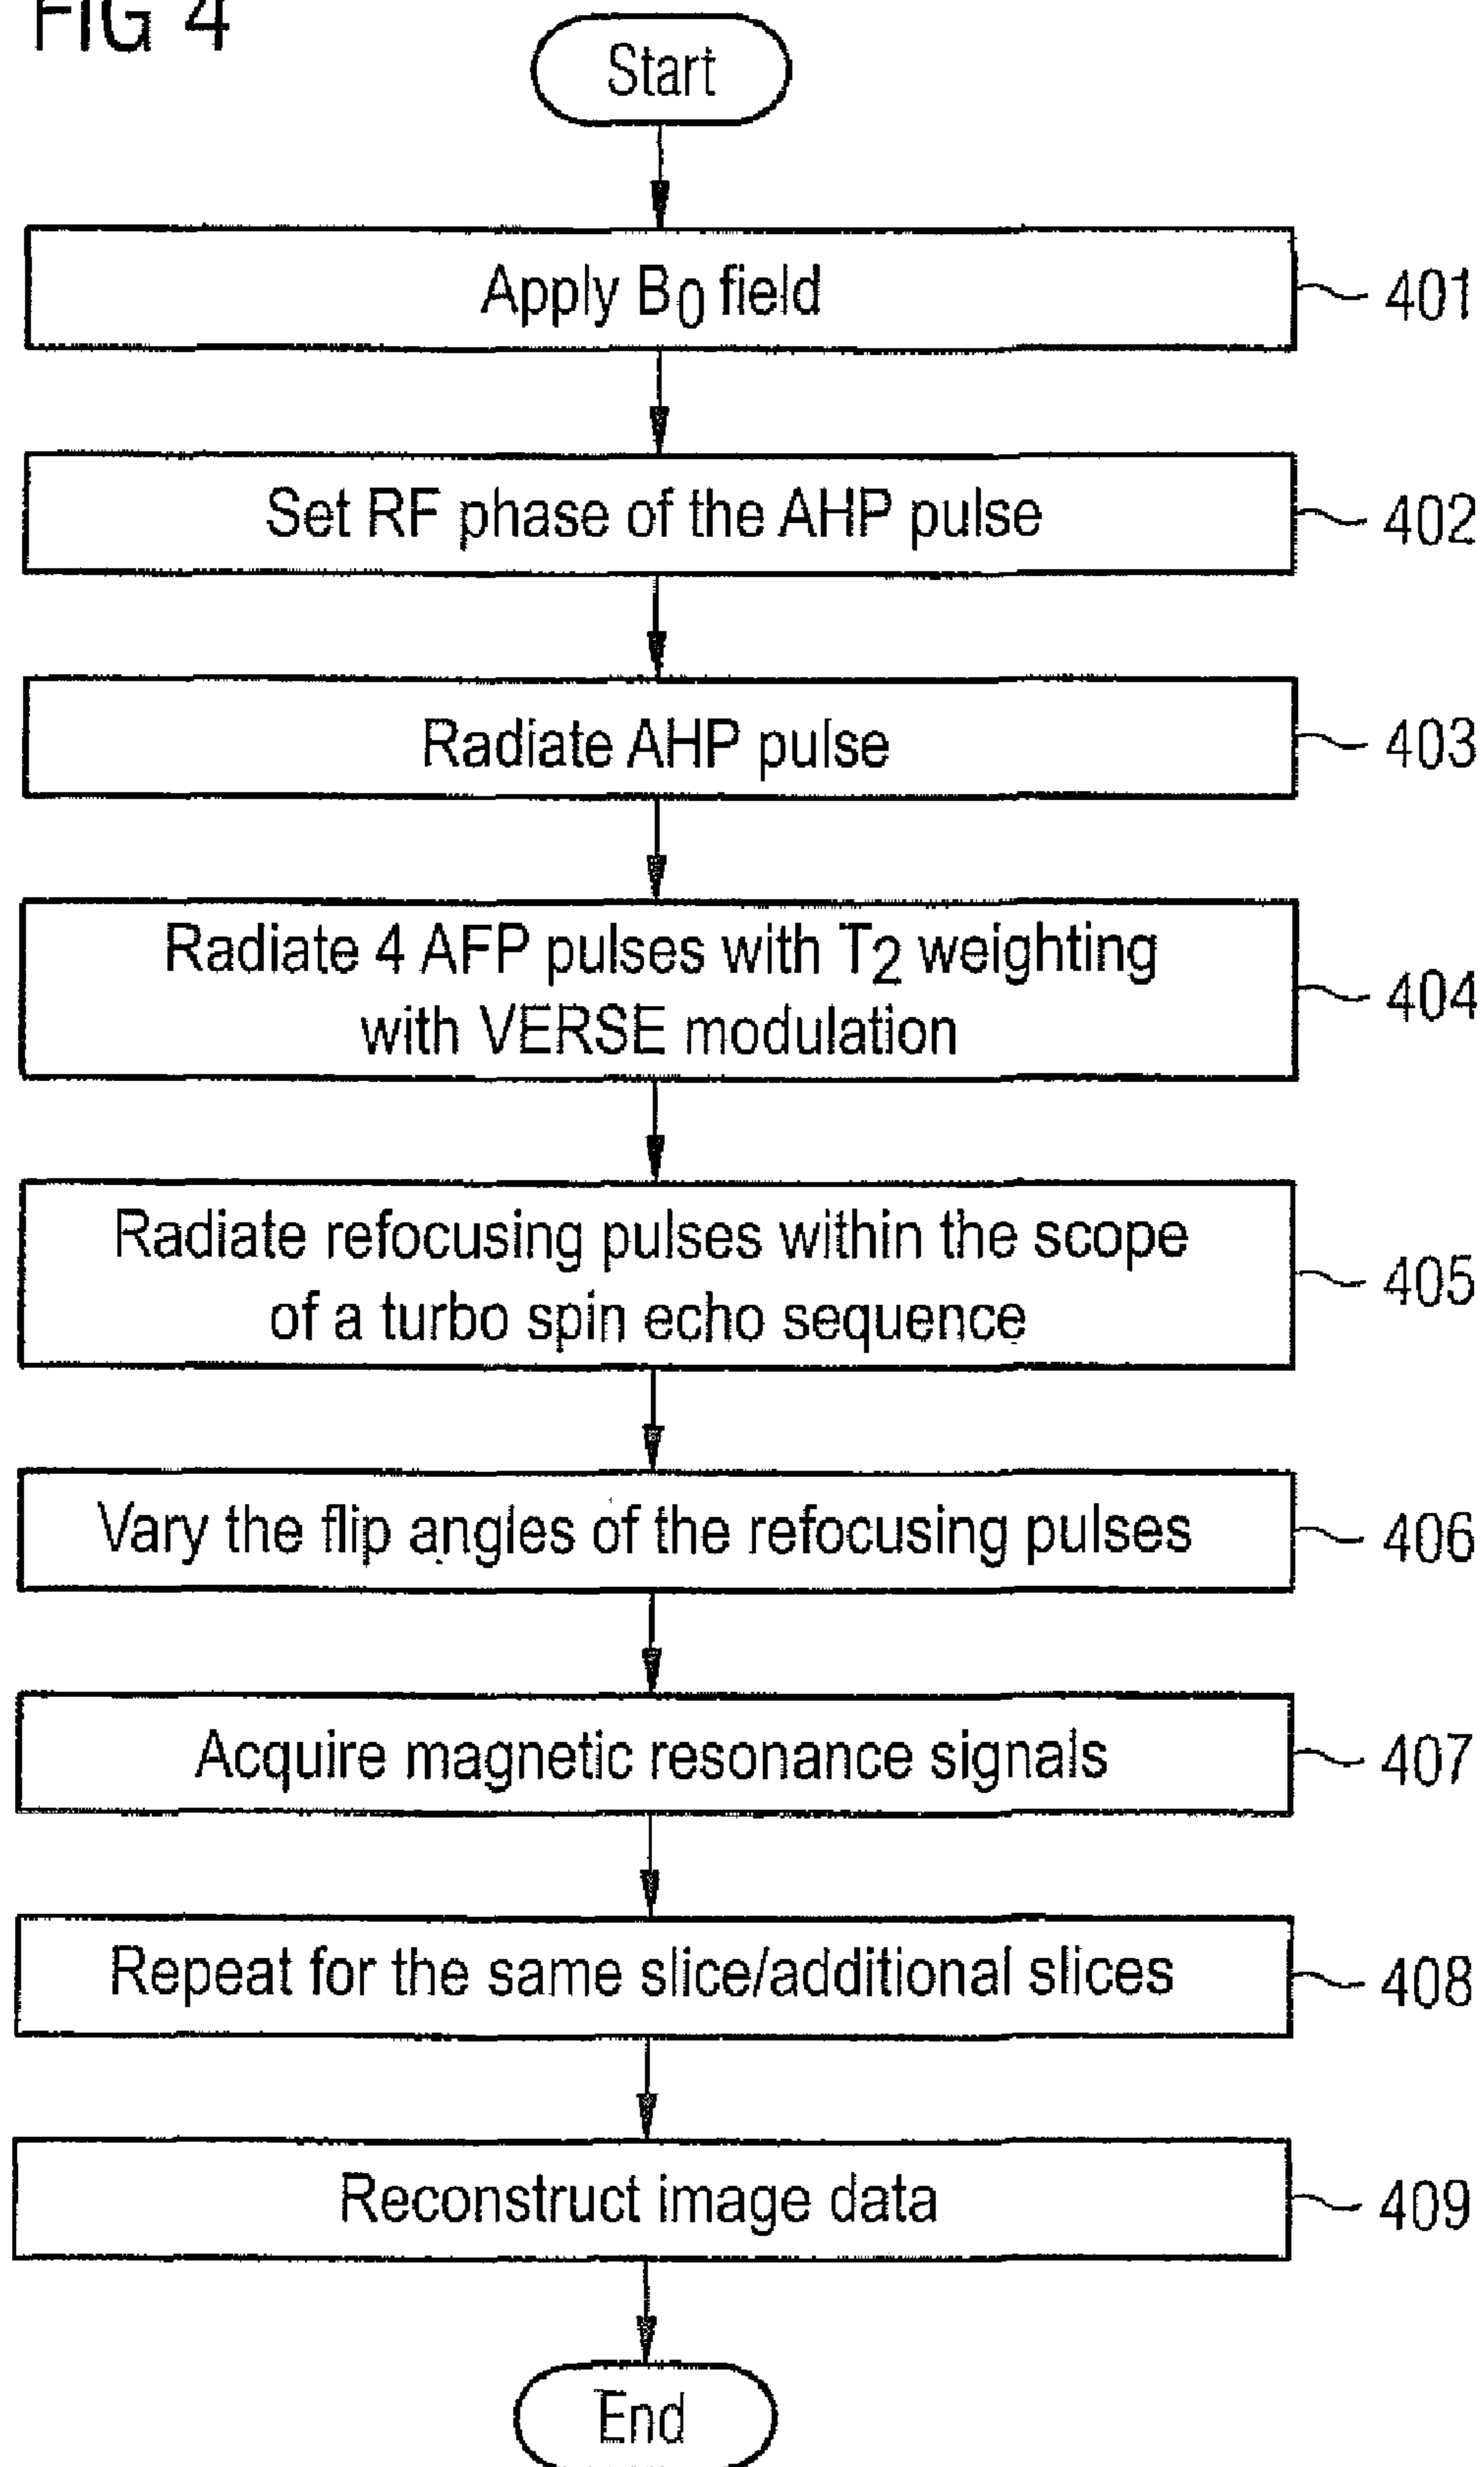 FIG 4
Start
Apply B0 field
401
Set RF phase of the AHP pulse
402
Radiate AHP pulse
403
Radiate 4 AFP pulses with T2 weighting
with VERSE modulation
404
Radiate refocusing pulses within the scope
of a turbo spin echo sequence
405
Vary the flip angles of the refocusing pulses
406
Acquire magnetic resonance signals
407
Repeat for the same slice/additional slices
408
Reconstruct image data
409
End